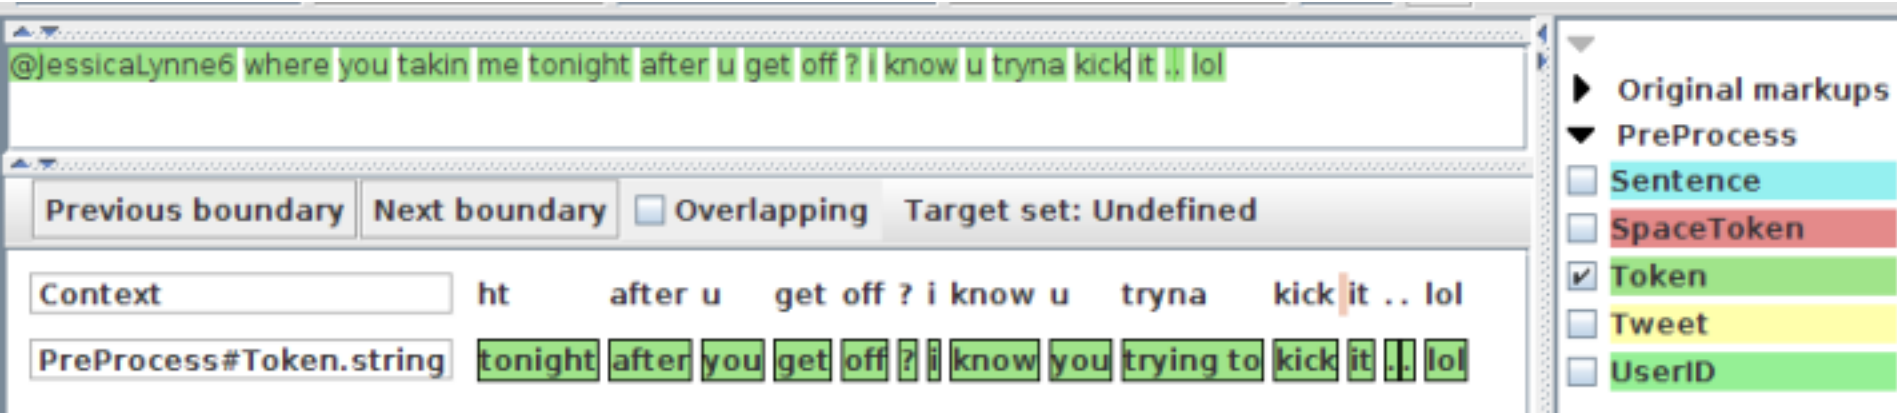 @JessicaLynne6 where you takin me tonight after u get off ? i know u tryna kick it .. lol
Previous boundary Next boundary Overlapping Target set: Undefined
Context ht after u get off ? i know u tryna kick it .. lol
PreProcess#Token.string tonight after you get off ? i know you trying to kick it . . lol
Original markups
PreProcess
Sentence
SpaceToken
Token
Tweet
UserID